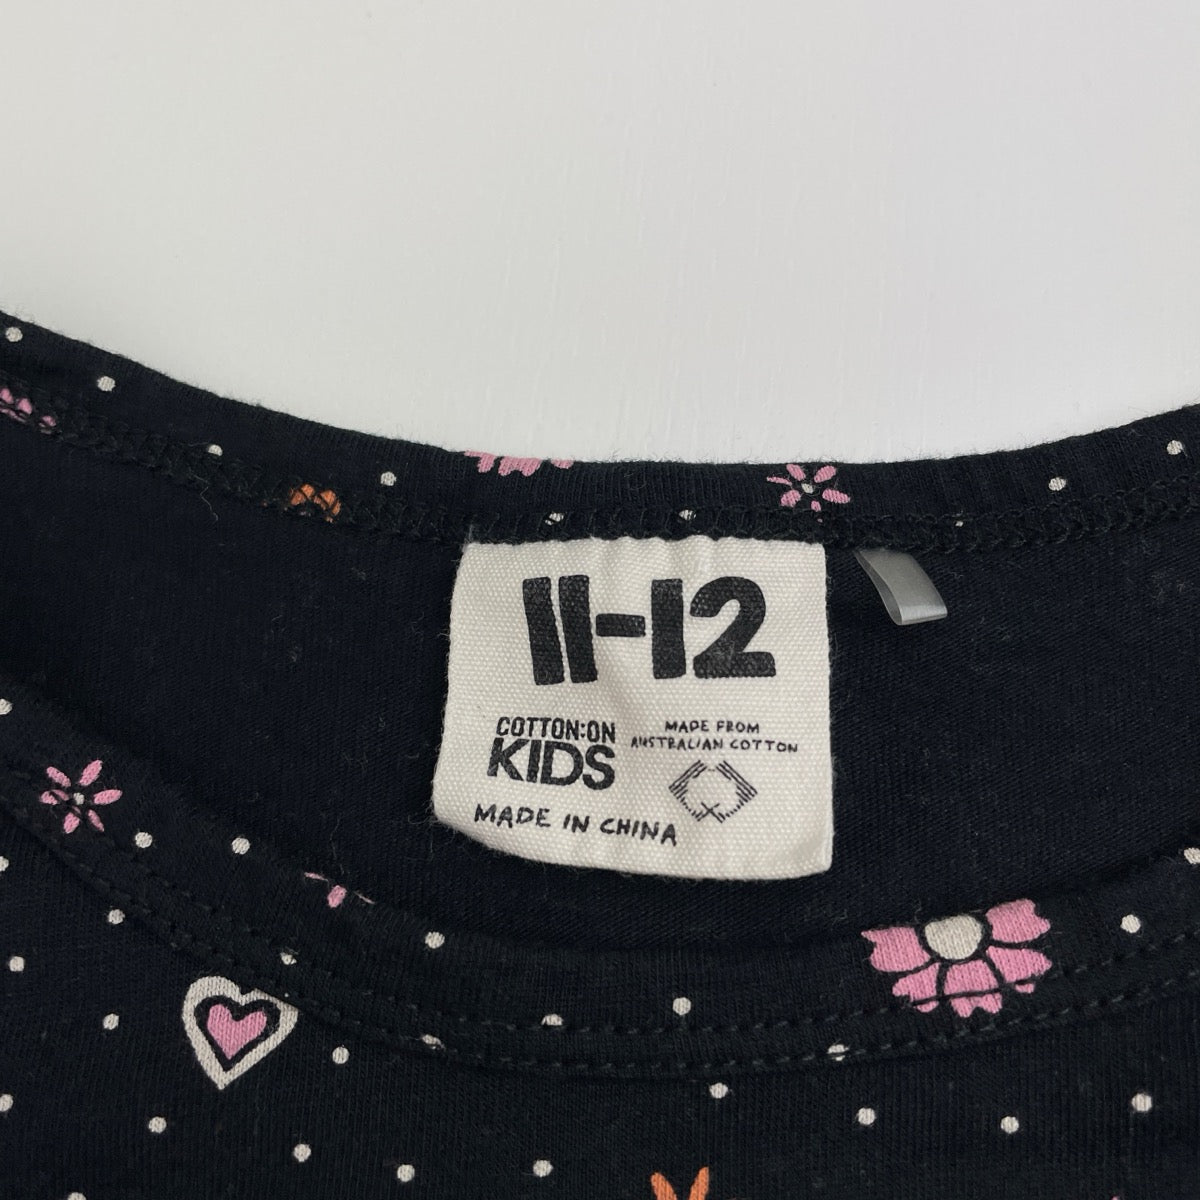 11-12
COTTON:ON
KIDS
MADE FROM
AUSTRALIAN COTTON
MADE IN CHINA